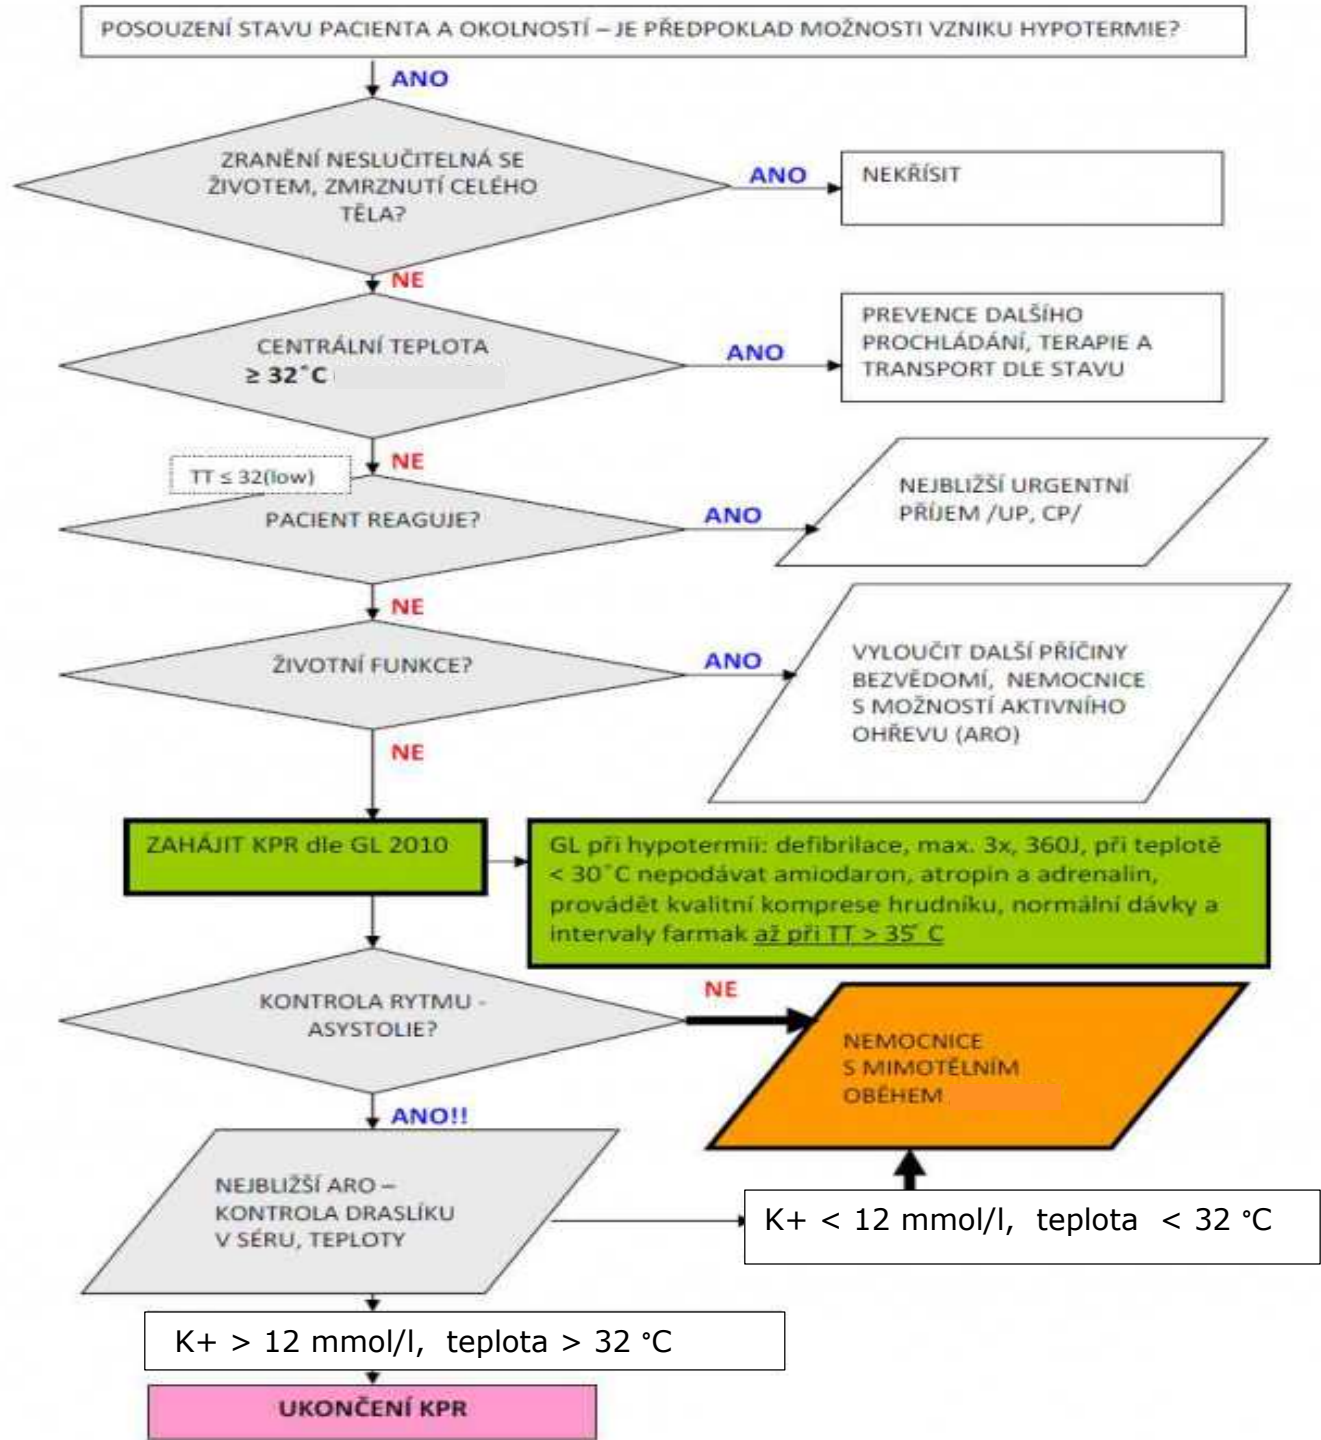 POSOUZENÍ STAVU PACIENTA A OKOLNOSTÍ – JE PŘEDPOKLAD MOŽNOSTI VZNIKU HYPOTERMIE?
ANO
ZRANĚNÍ NESLUČITELNÁ SE
ŽIVOTEM, ZMRZNUTÍ CELÉHO
TĚLA?
ANO
NEKŘÍSIT
NE
CENTRÁLNÍ TEPLOTA
≥ 32˚C
ANO
PREVENCE DALŠÍHO
PROCHLÁDÁNÍ, TERAPIE A
TRANSPORT DLE STAVU
NE
TT ≤ 32(low)
PACIENT REAGUJE?
ANO
NEJBLIŽŠÍ URGENTNÍ
PŘÍJEM /UP, CP/
NE
ŽIVOTNÍ FUNKCE?
ANO
VYLOUČIT DALŠÍ PŘÍČINY
BEZVĚDOMÍ, NEMOCNICE
S MOŽNOSTÍ AKTIVNÍHO
OHŘEVU (ARO)
NE
ZAHÁJIT KPR dle GL 2010
GL při hypotermii: defibrilace, max. 3x, 360J, při teplotě
< 30˚C nepodávat amiodaron, atropin a adrenalin,
provádět kvalitní komprese hrudníku, normální dávky a
intervaly farmak až při TT > 35˚ C
KONTROLA RYTMU -
ASYSTOLIE?
NE
NEMOCNICE
S MIMOTĚLNÍM
OBĚHEM
ANO!!
NEJBLIŽŠÍ ARO –
KONTROLA DRASLÍKU
V SÉRU, TEPLOTY
K+ < 12 mmol/l, teplota < 32 °C
K+ > 12 mmol/l, teplota > 32 °C
UKONČENÍ KPR